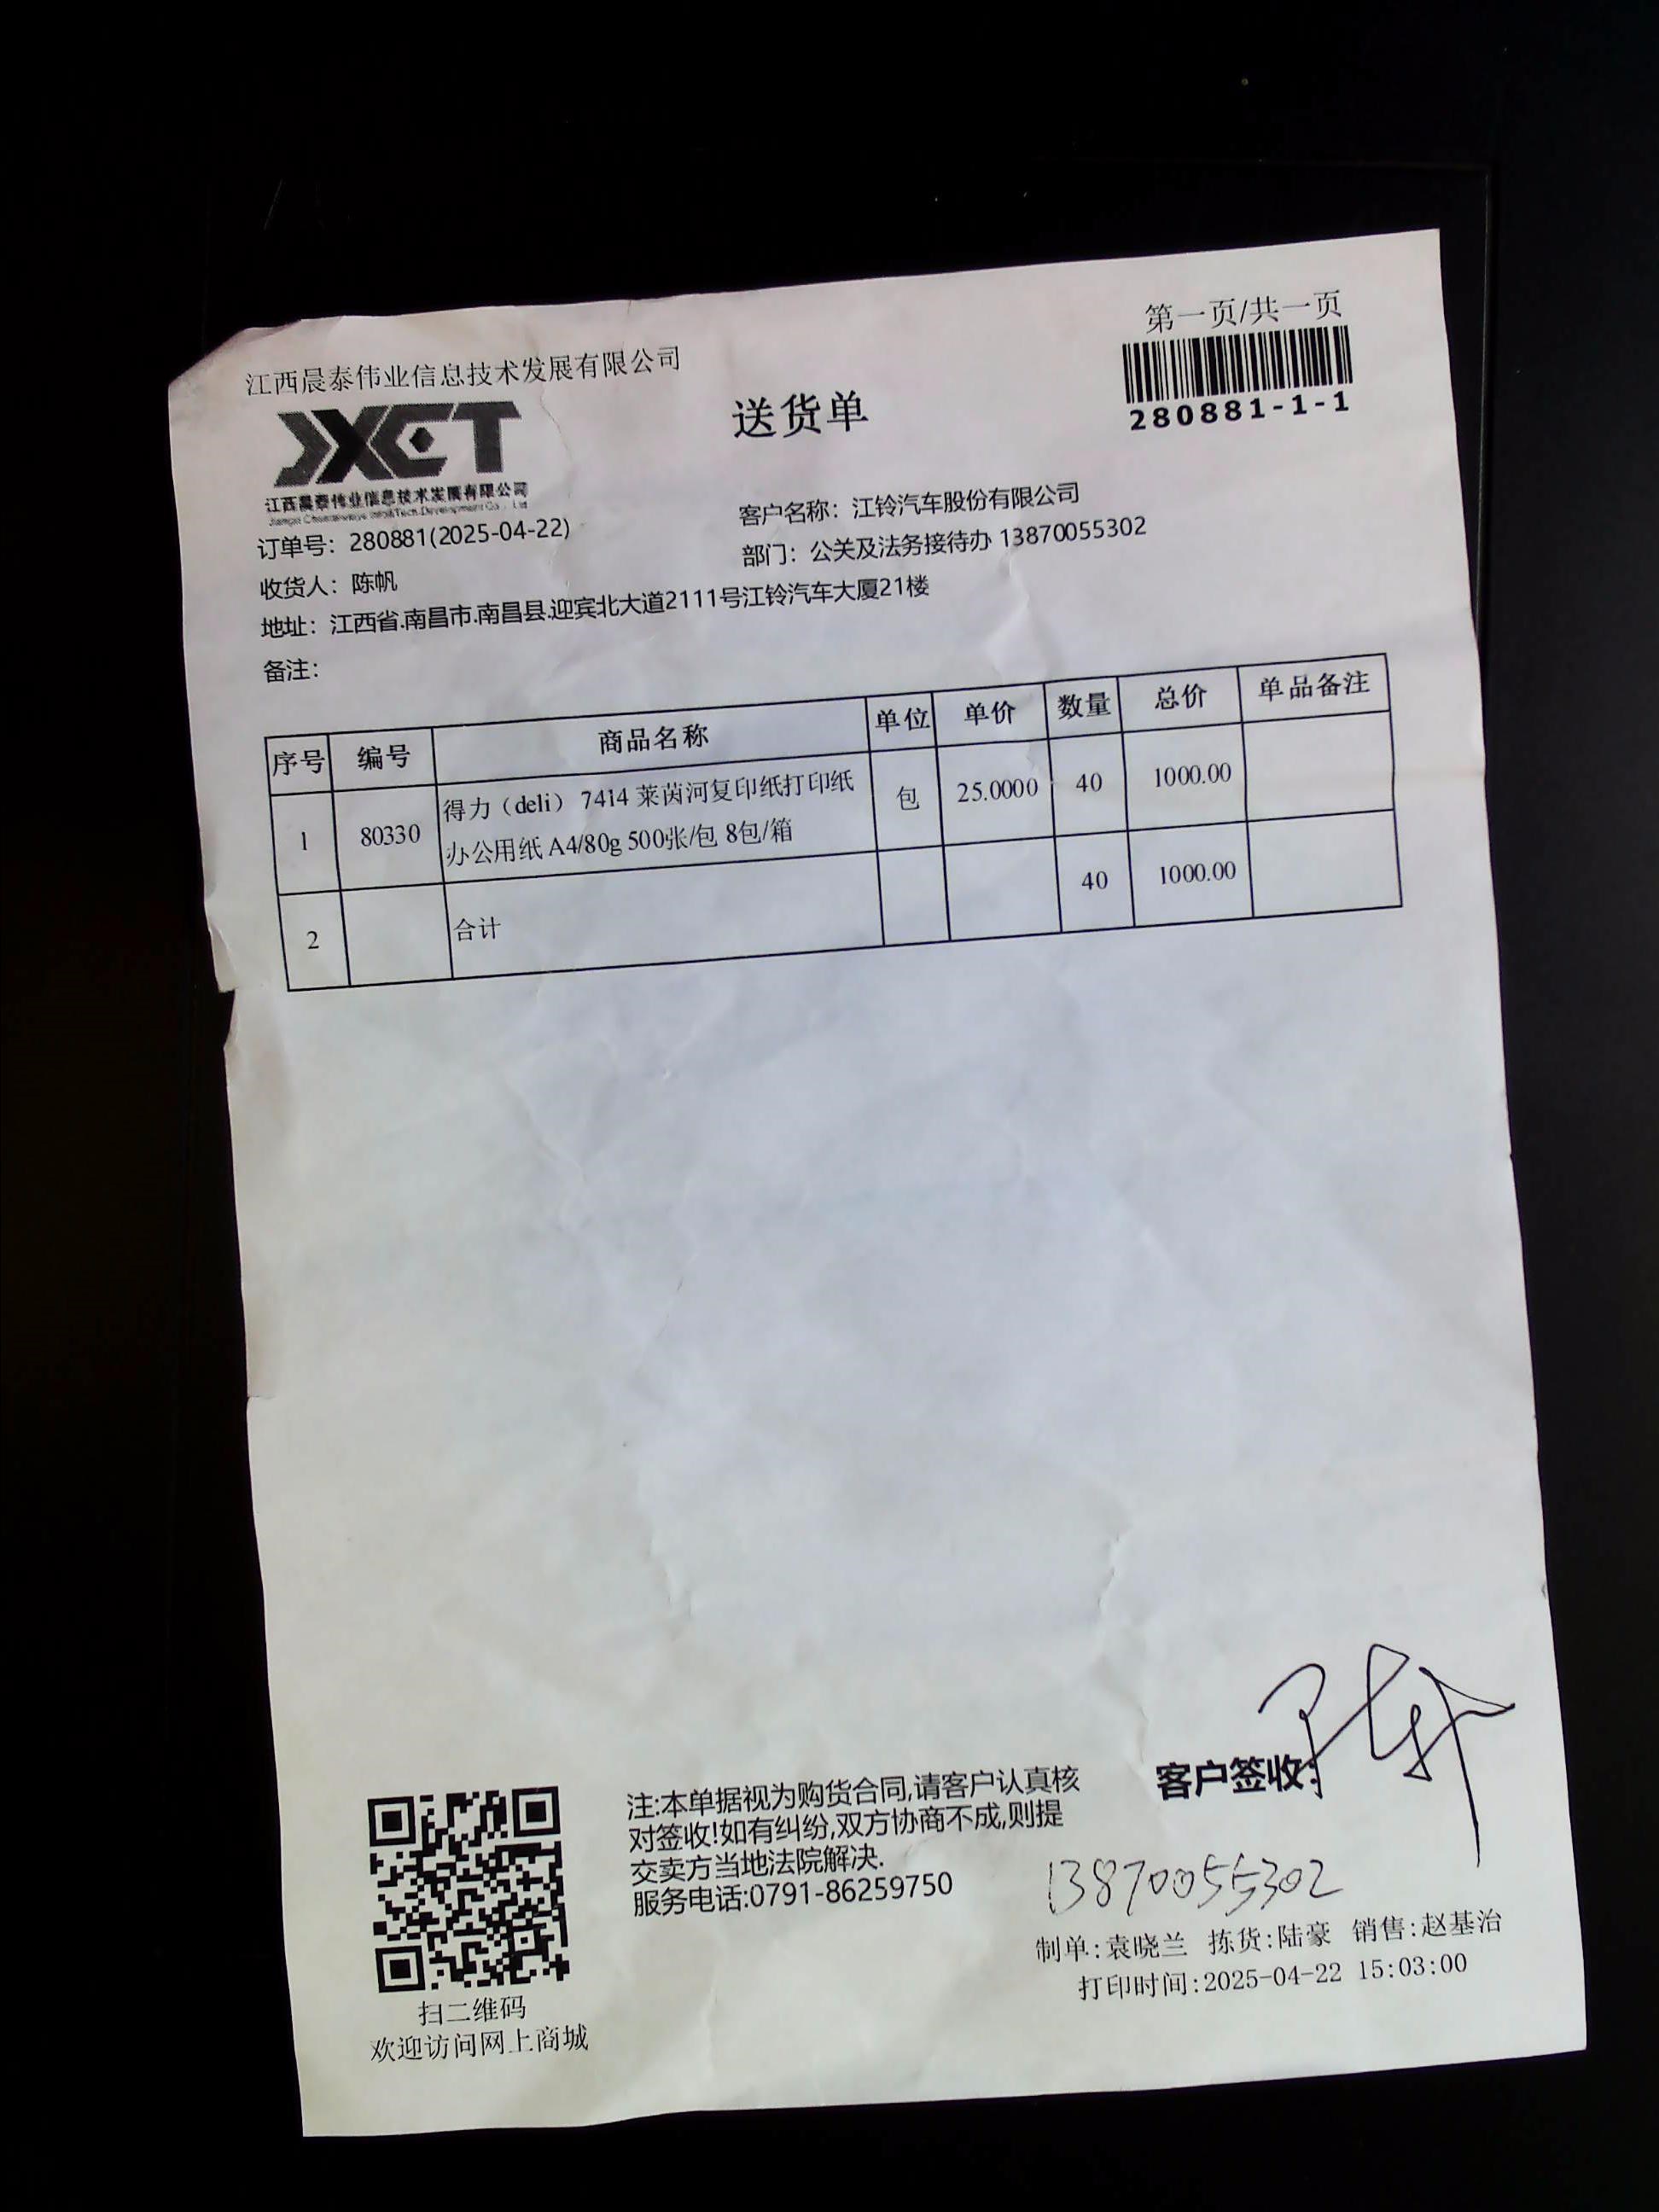 第一页/共一页
江西晨泰伟业信息技术发展有限公司
280881-1-1
送货单
JXCT
江西晨泰伟业信息技术发展有限公司
订单号：280881(2025-04-22)
客户名称：江铃汽车股份有限公司
收货人：陈帆
部门：公关及法务接待办 13870055302
地址：江西省.南昌市.南昌县.迎宾北大道2111号江铃汽车大厦21楼
备注：
序号 编号 商品名称 单位 单价 数量 总价 单品备注
1 80330 得力（deli） 7414 莱茵河复印纸打印纸 包 25.0000 40 1000.00
办公用纸 A4/80g 500张/包 8包/箱
2 合计 40 1000.00
客户签收:
注:本单据视为购货合同,请客户认真核
对签收!如有纠纷,双方协商不成,则提
交卖方当地法院解决.
服务电话:0791-86259750
13870055302
制单:袁晓兰 拣货:陆豪 销售:赵基治
打印时间:2025-04-22 15:03:00
扫二维码
欢迎访问网上商城